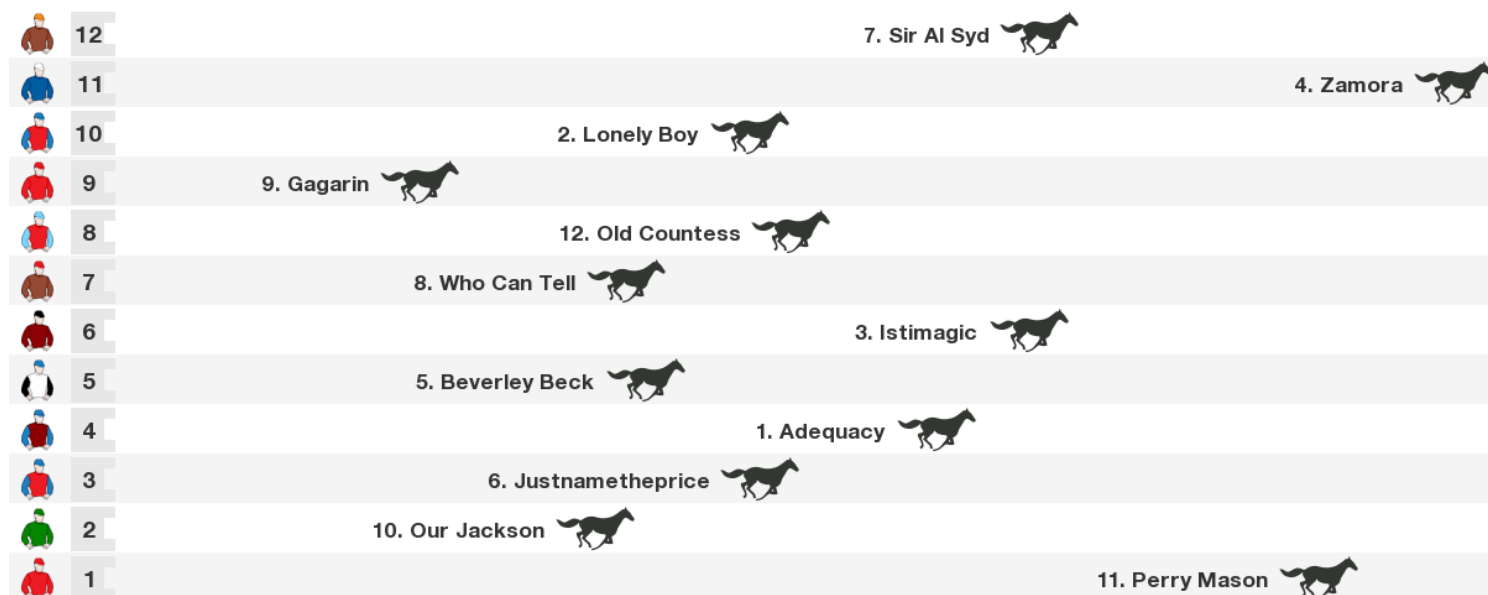 12 7. Sir Al Syd
11 4. Zamora
10 2. Lonely Boy
9 9. Gagarin
8 12. Old Countess
7 8. Who Can Tell
6 3. Istimagic
5 5. Beverley Beck
4 1. Adequacy
3 6. Justnametheprice
2 10. Our Jackson
1 11. Perry Mason